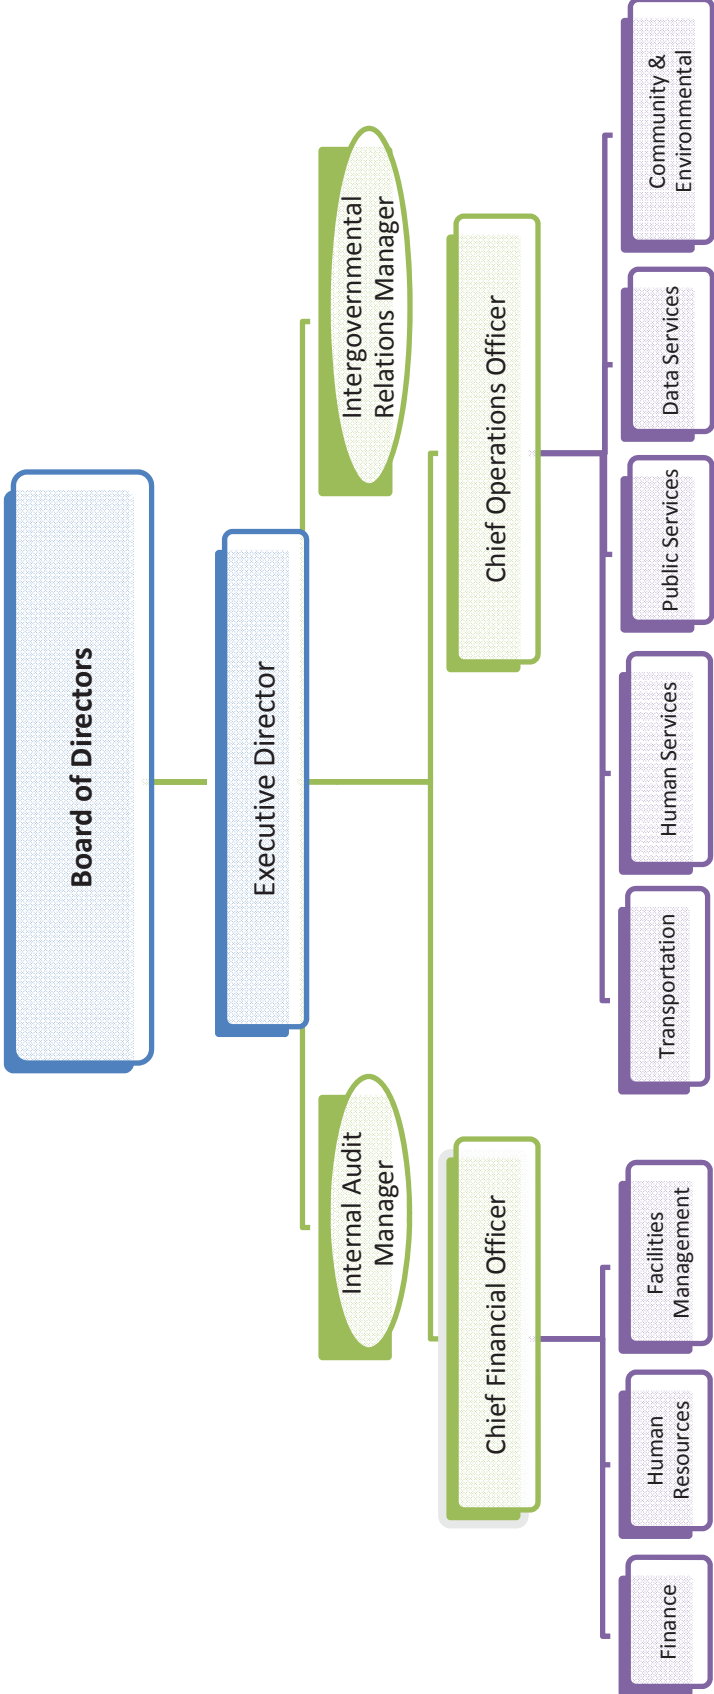 Board of Directors
Executive Director
Internal Audit
Manager
Intergovernmental
Relations Manager
Chief Financial Officer
Chief Operations Officer
Finance
Human
Resources
Facilities
Management
Transportation
Human Services
Public Services
Data Services
Community &
Environmental